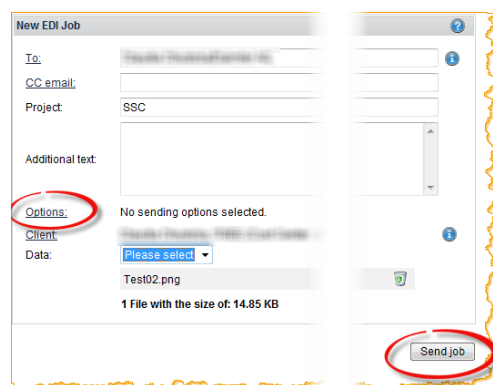 New EDI Job
To:
CC email:
Project: SSC
Additional text:
Options: No sending options selected.
Client:
Data: Please select
Test02.png
1 File with the size of: 14.85 KB
Send job